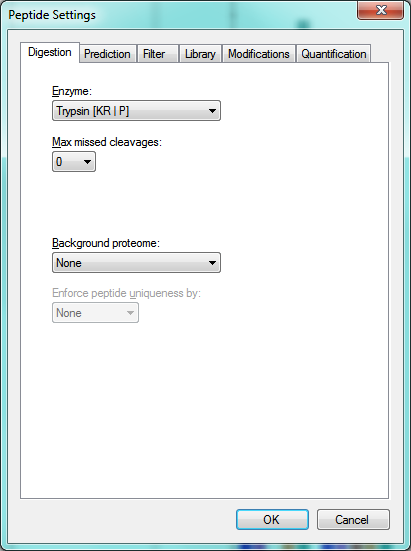 Peptide Settings
Digestion Prediction Filter Library Modifications Quantification
Enzyme:
Trypsin [KR | P]
Max missed cleavages:
0
Background proteome:
None
Enforce peptide uniqueness by:
None
OK Cancel